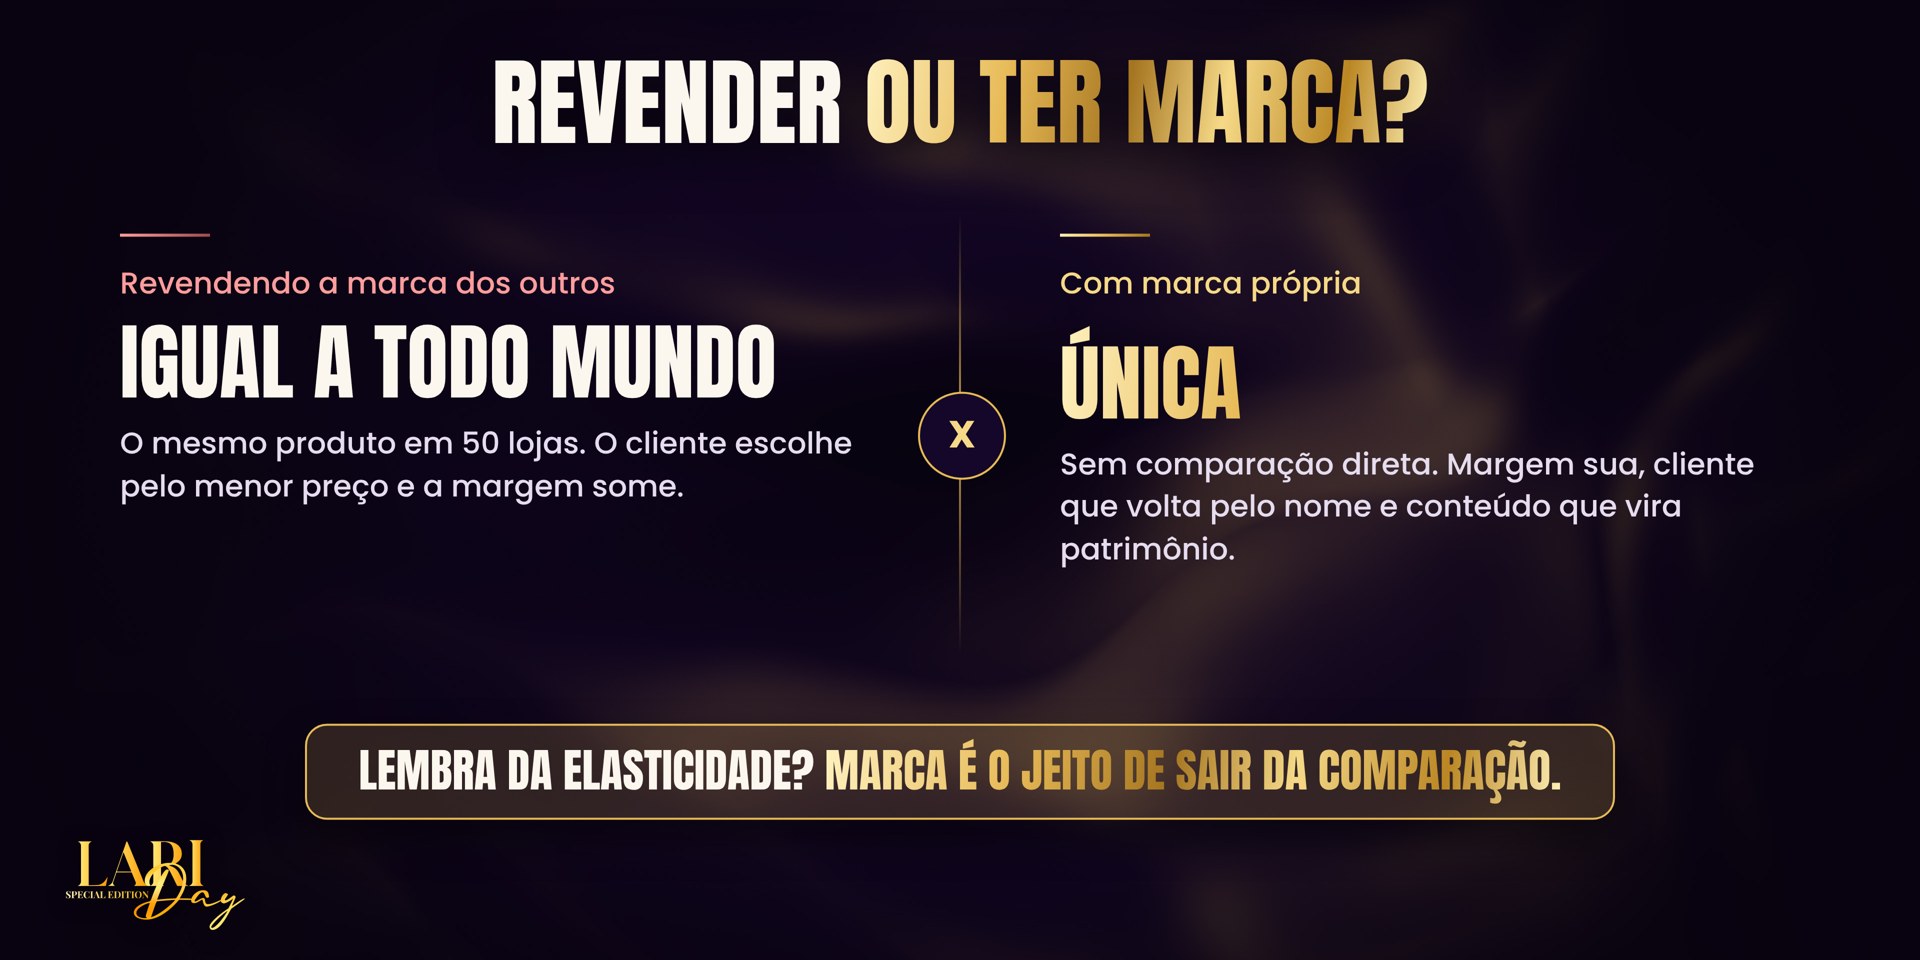 REVENDER OU TER MARCA?
Revendendo a marca dos outros
IGUAL A TODO MUNDO
O mesmo produto em 50 lojas. O cliente escolhe
pelo menor preço e a margem some.
X
Com marca própria
ÚNICA
Sem comparação direta. Margem sua, cliente
que volta pelo nome e conteúdo que vira
patrimônio.
LEMBRA DA ELASTICIDADE? MARCA É O JEITO DE SAIR DA COMPARAÇÃO.
LARI
SPECIAL EDITION Day